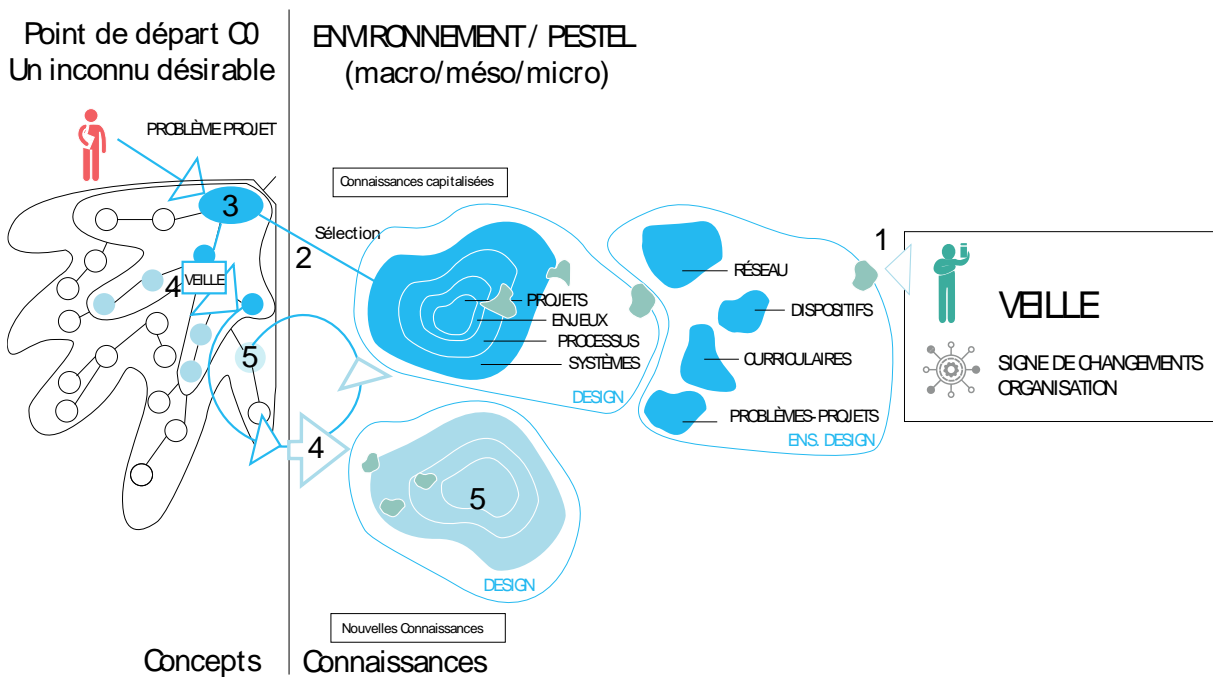 Point de départ C0
Un inconnu désirable
ENVIRONNEMENT / PESTEL
(macro/méso/micro)
PROBLÈME PROJET
Connaissances capitalisées
3
Sélection
2
1
RÉSEAU
VEILLE
4
VEILLE
PROJETS
DISPOSITIFS
ENJEUX
PROCESSUS
SYSTÈMES
CURRICULAIRES
SIGNE DE CHANGEMENTS
ORGANISATION
5
DESIGN
PROBLÈMES-PROJETS
ENS. DESIGN
4
5
DESIGN
Nouvelles Connaissances
Concepts
Connaissances